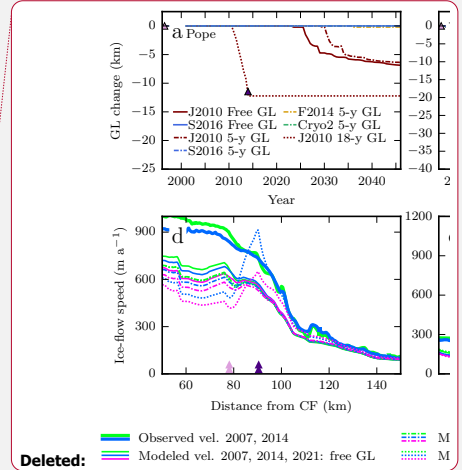 a Pope
0
−5
−10
−15
−20
−25
GL change (km)
J2010 Free GL
S2016 Free GL
J2010 5-y GL
S2016 5-y GL
F2014 5-y GL
Cryo2 5-y GL
J2010 18-y GL
2000 2010 2020 2030 2040
Year
0
−5
−10
−15
−20
−25
−30
−35
−40
d
900
600
300
0
Ice-flow speed (m a⁻¹)
60 80 100 120 140
Distance from CF (km)
1200
900
600
300
0
Observed vel. 2007, 2014
Modeled vel. 2007, 2014, 2021: free GL
M
M
Deleted: